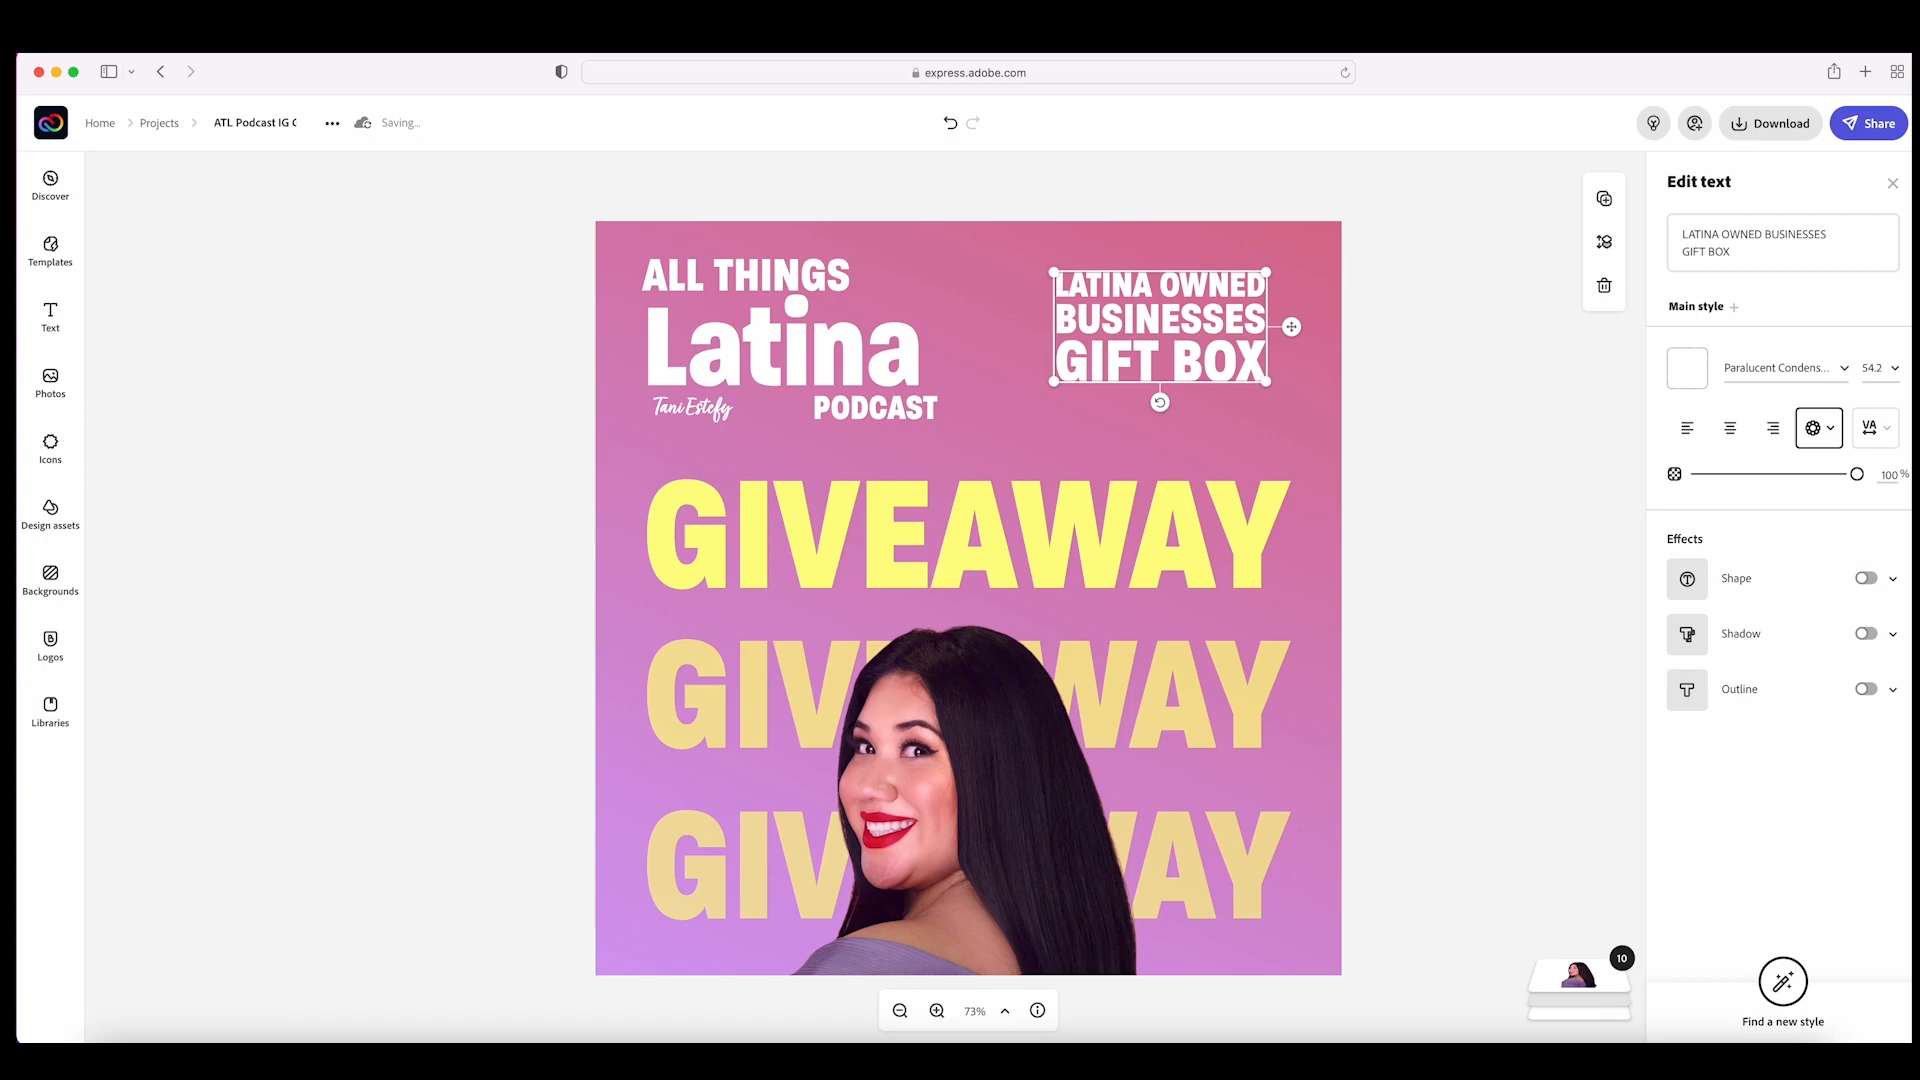 express.adobe.com
Home
Projects
ATL Podcast IG
Saving...
Download
Share
Discover
Templates
Text
Photos
Icons
Design assets
Backgrounds
Logos
Libraries
ALL THINGS
Latina
Tani Estefy
PODCAST
LATINA OWNED
BUSINESSES
GIFT BOX
GIVEAWAY
GIV WAY
GIV WAY
73%
10
Edit text
LATINA OWNED BUSINESSES
GIFT BOX
Main style
Paralucent Condens...
54.2
VA
100 %
Effects
Shape
Shadow
Outline
Find a new style